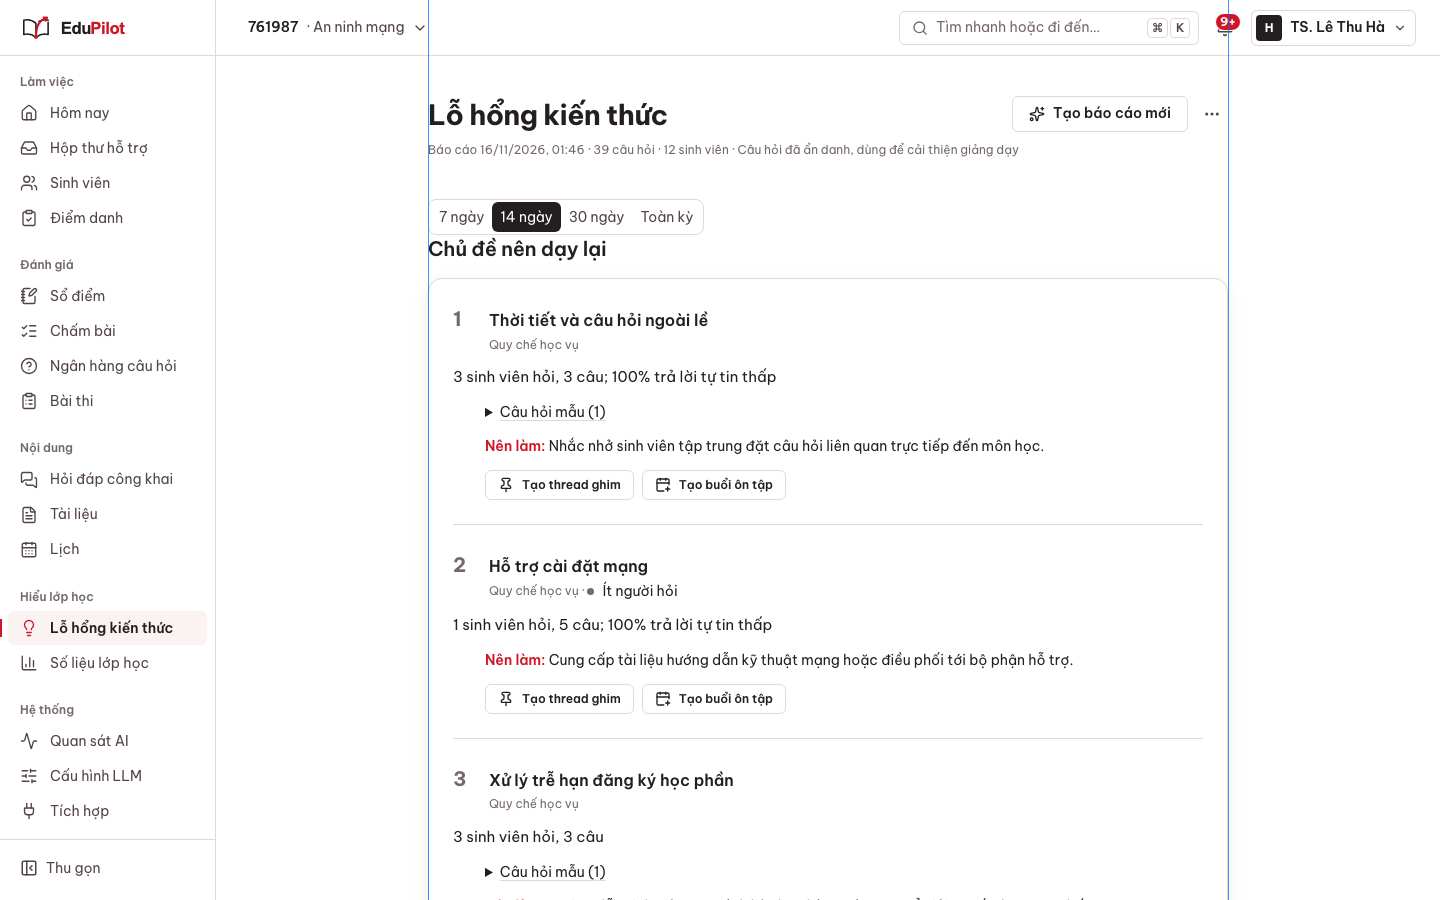 EduPilot
761987 · An ninh mạng
Tìm nhanh hoặc đi đến...
⌘ K
9+
H
TS. Lê Thu Hà
Làm việc
Hôm nay
Hộp thư hỗ trợ
Sinh viên
Điểm danh
Đánh giá
Sổ điểm
Chấm bài
Ngân hàng câu hỏi
Bài thi
Nội dung
Hỏi đáp công khai
Tài liệu
Lịch
Hiểu lớp học
Lỗ hổng kiến thức
Số liệu lớp học
Hệ thống
Quan sát AI
Cấu hình LLM
Tích hợp
Thu gọn
Lỗ hổng kiến thức
Tạo báo cáo mới
Báo cáo 16/11/2026, 01:46 · 39 câu hỏi · 12 sinh viên · Câu hỏi đã ẩn danh, dùng để cải thiện giảng dạy
7 ngày 14 ngày 30 ngày Toàn kỳ
Chủ đề nên dạy lại
1 Thời tiết và câu hỏi ngoài lề
Quy chế học vụ
3 sinh viên hỏi, 3 câu; 100% trả lời tự tin thấp
Câu hỏi mẫu (1)
Nên làm: Nhắc nhở sinh viên tập trung đặt câu hỏi liên quan trực tiếp đến môn học.
Tạo thread ghim Tạo buổi ôn tập
2 Hỗ trợ cài đặt mạng
Quy chế học vụ · Ít người hỏi
1 sinh viên hỏi, 5 câu; 100% trả lời tự tin thấp
Nên làm: Cung cấp tài liệu hướng dẫn kỹ thuật mạng hoặc điều phối tới bộ phận hỗ trợ.
Tạo thread ghim Tạo buổi ôn tập
3 Xử lý trễ hạn đăng ký học phần
Quy chế học vụ
3 sinh viên hỏi, 3 câu
Câu hỏi mẫu (1)